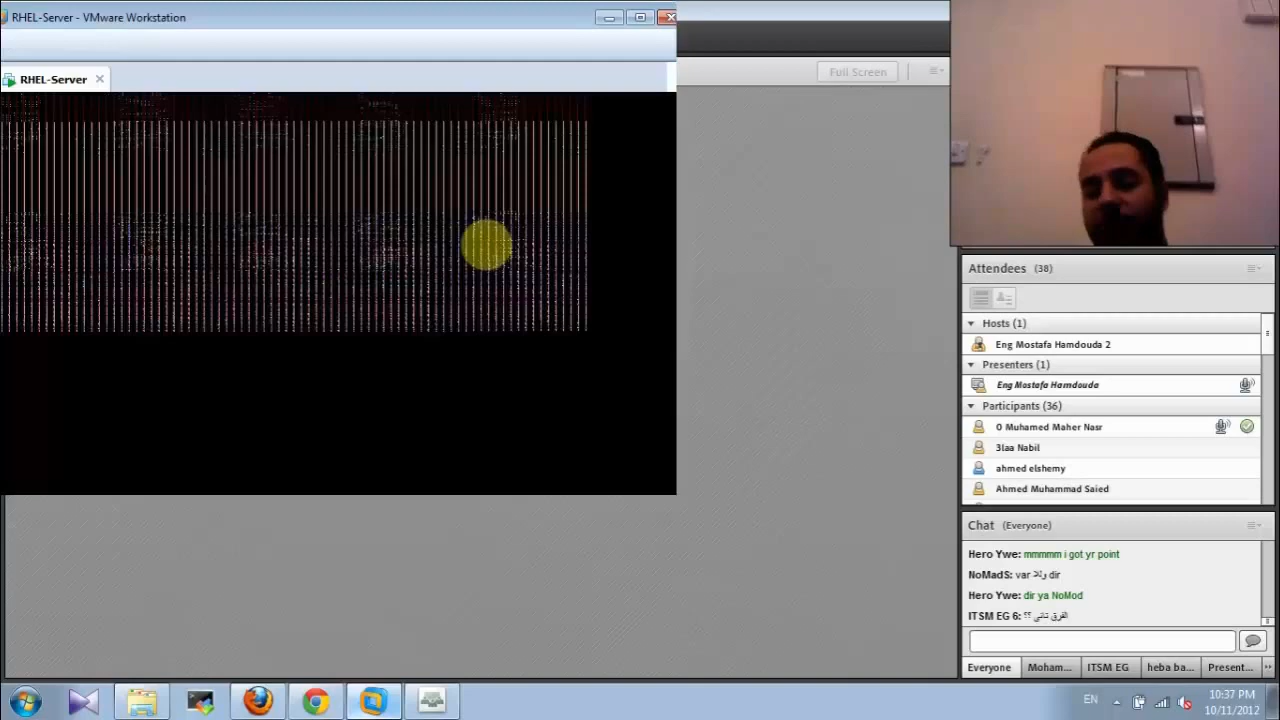 RHEL-Server - VMware Workstation
RHEL-Server
Full Screen
Attendees (38)
Hosts (1)
Eng Mostafa Hamdouda 2
Presenters (1)
Eng Mostafa Hamdouda
Participants (36)
0 Muhamed Maher Nasr
3laa Nabil
ahmed elshemy
Ahmed Muhammad Saied
Chat (Everyone)
Hero Ywe: mmmmm i got yr point
NoMadS: var ولا dir
Hero Ywe: dir ya NoMod
ITSM EG 6: الفرق تانى ؟؟
Everyone
Moham...
ITSM EG
heba ba...
Present...
EN
10:37 PM
10/11/2012